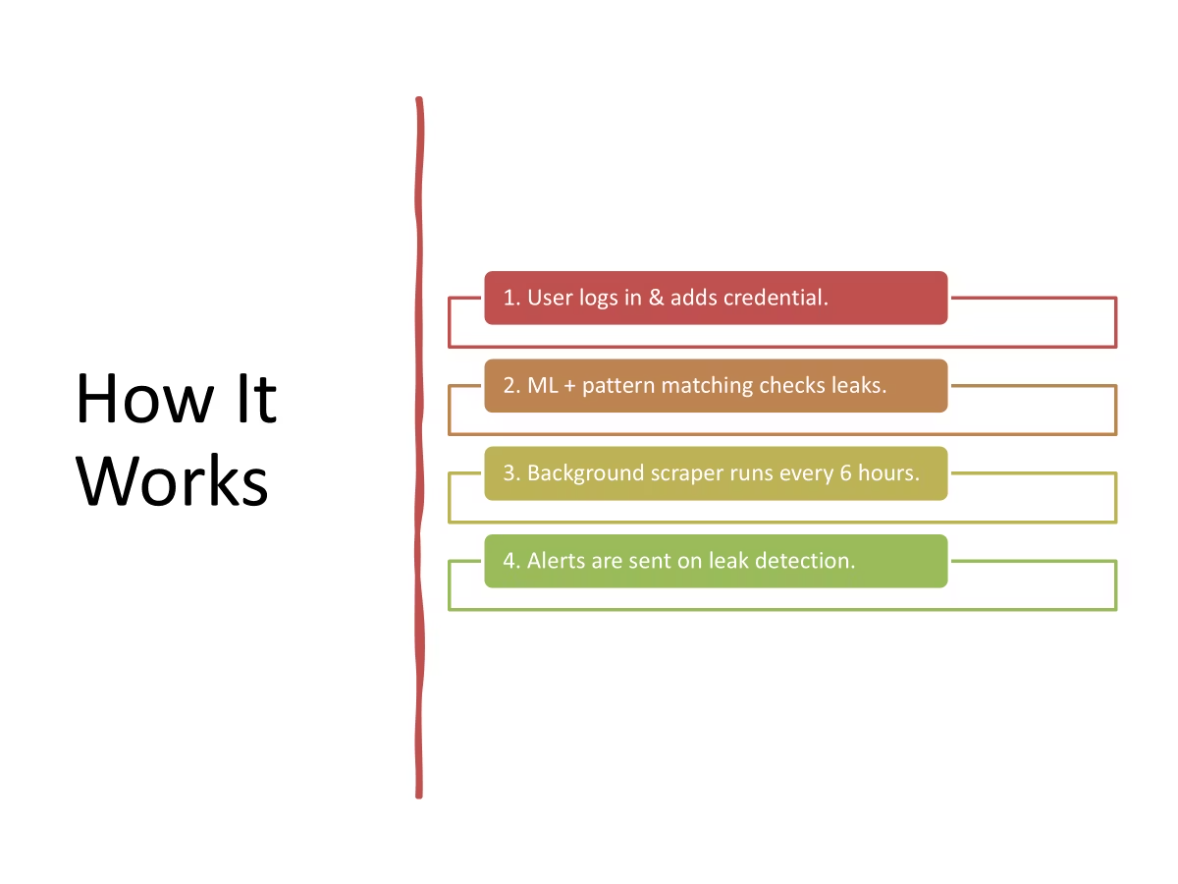 How It
Works
1. User logs in & adds credential.
2. ML + pattern matching checks leaks.
3. Background scraper runs every 6 hours.
4. Alerts are sent on leak detection.